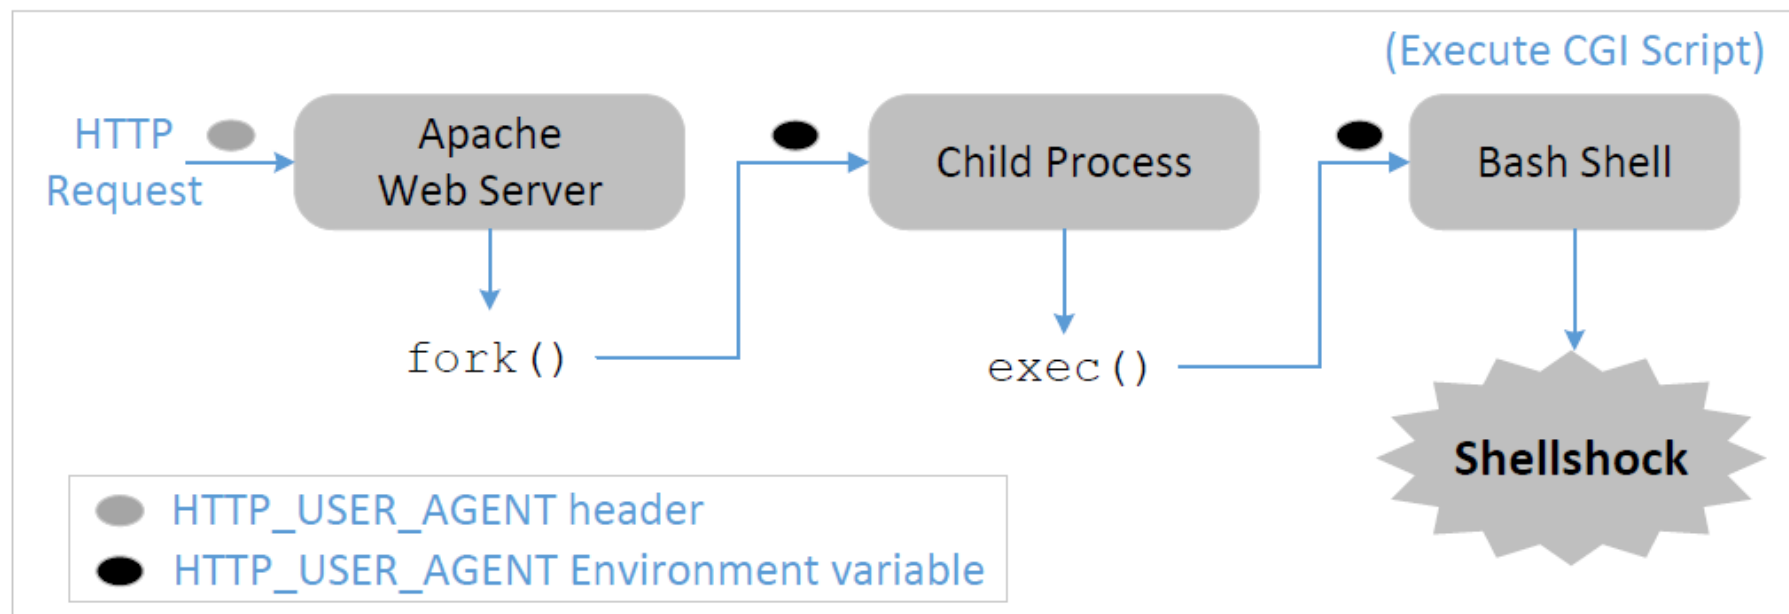 (Execute CGI Script)
HTTP
Request
Apache
Web Server
Child Process
Bash Shell
fork()
exec()
Shellshock
HTTP_USER_AGENT header
HTTP_USER_AGENT Environment variable